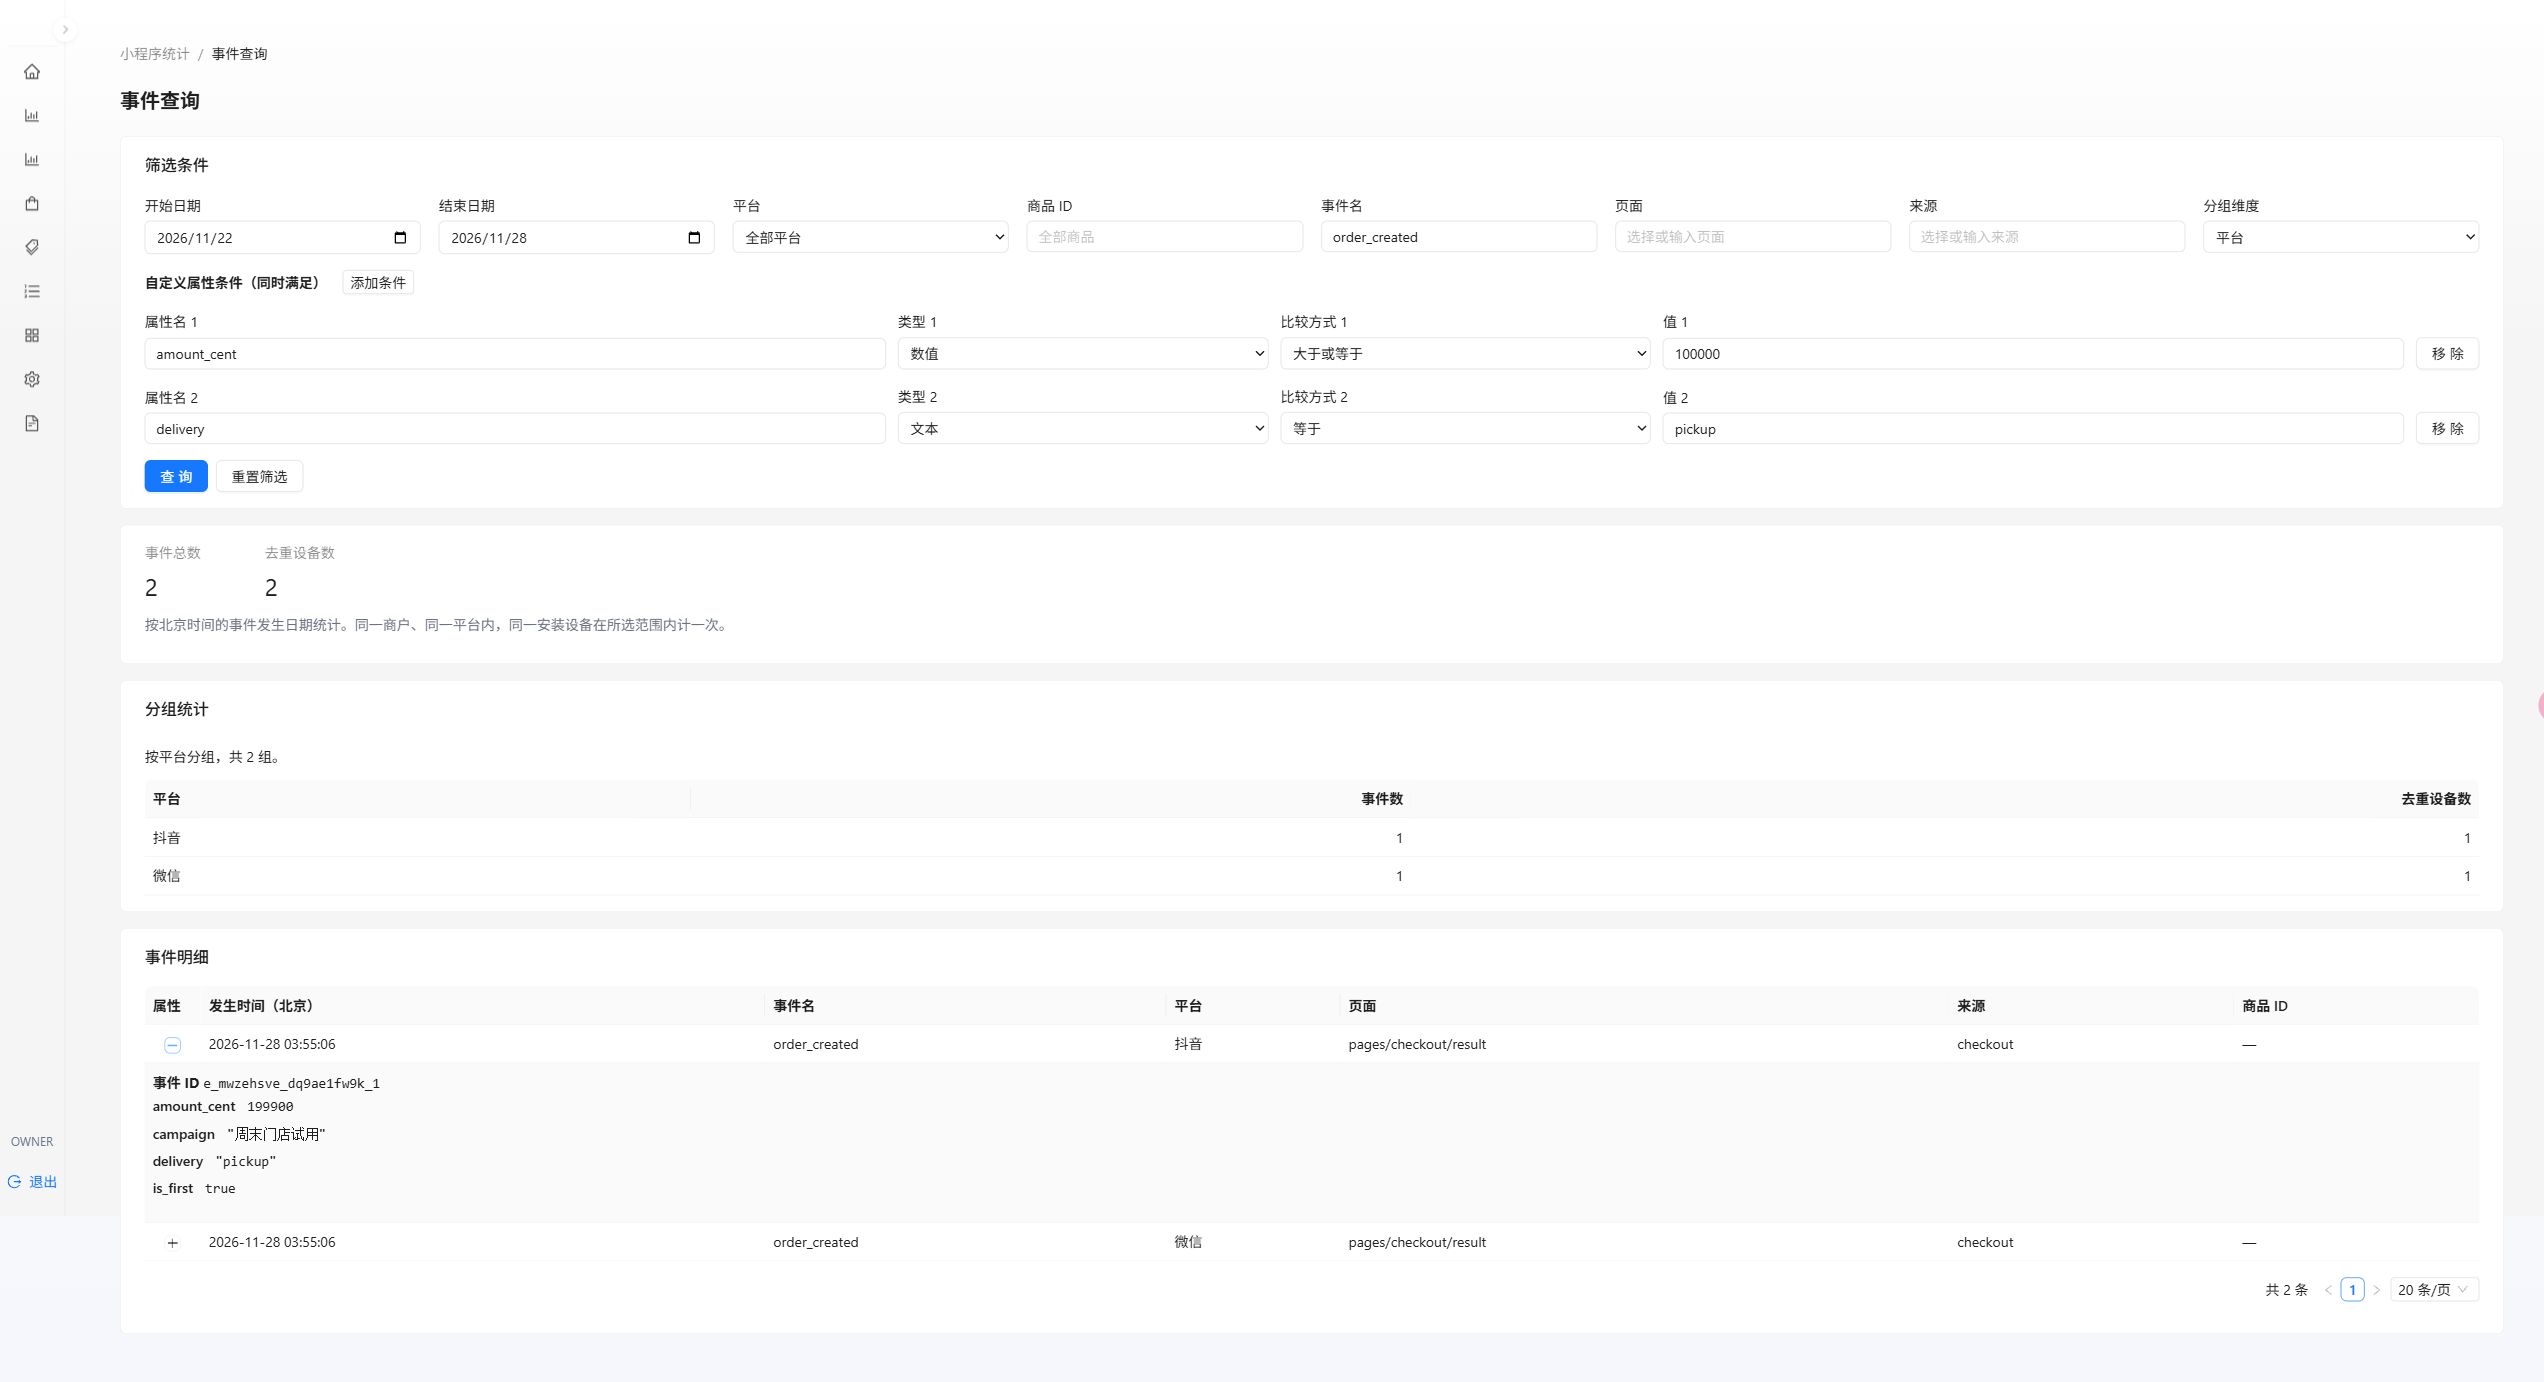 小程序统计 / 事件查询
事件查询
筛选条件
开始日期 结束日期 平台 商品 ID 事件名 页面 来源 分组维度
2026/11/22 2026/11/28 全部平台 全部商品 order_created 选择或输入页面 选择或输入来源 平台
自定义属性条件（同时满足） 添加条件
属性名 1 类型 1 比较方式 1 值 1
amount_cent 数值 大于或等于 100000 移 除
属性名 2 类型 2 比较方式 2 值 2
delivery 文本 等于 pickup 移 除
查 询 重置筛选
事件总数 去重设备数
2 2
按北京时间的事件发生日期统计。同一商户、同一平台内，同一安装设备在所选范围内计一次。
分组统计
按平台分组，共 2 组。
平台 事件数 去重设备数
抖音 1 1
微信 1 1
事件明细
属性 发生时间（北京） 事件名 平台 页面 来源 商品 ID
2026-11-28 03:55:06 order_created 抖音 pages/checkout/result checkout —
事件 ID e_mwzehsve_dq9ae1fw9k_1
amount_cent 199900
campaign "周末门店试用"
delivery "pickup"
is_first true
2026-11-28 03:55:06 order_created 微信 pages/checkout/result checkout —
共 2 条 < 1 > 20 条/页
OWNER
退出